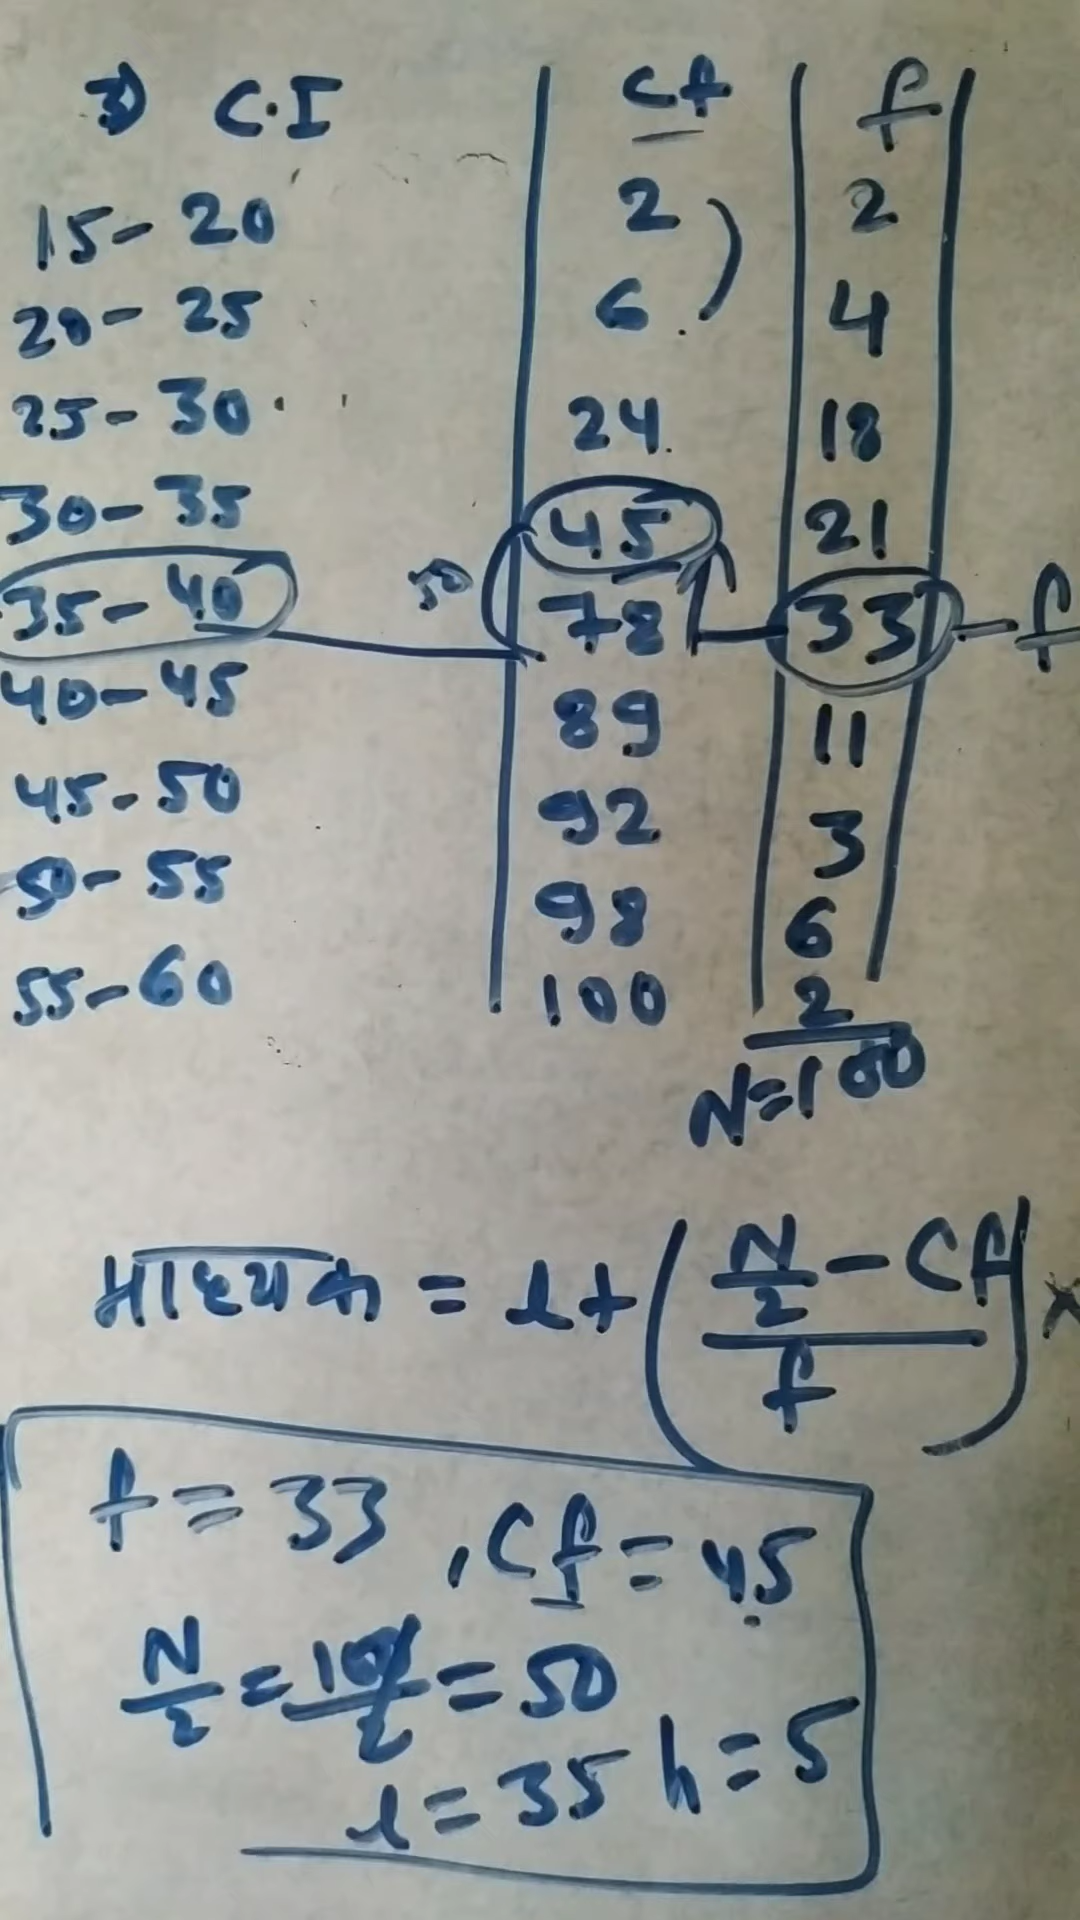 3) C.I cf f
15-20 2 2
20-25 6 4
25-30 24 18
30-35 45 21
35-40 50 78 33 - f
40-45 89 11
45-50 92 3
50-55 98 6
55-60 100 2
N=100
माध्यक = l + ( N/2 - Cf / f ) ×
f = 33 , Cf = 45
N/2 = 100/2 = 50
l = 35 h = 5